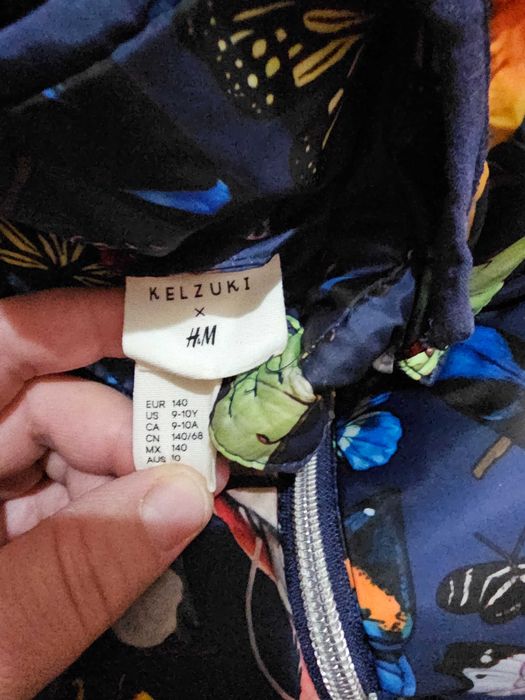 KELZUKI
×
H&M
EUR 140
US 9-10Y
CA 9-10A
CN 140/68
MX 140
AUS 10